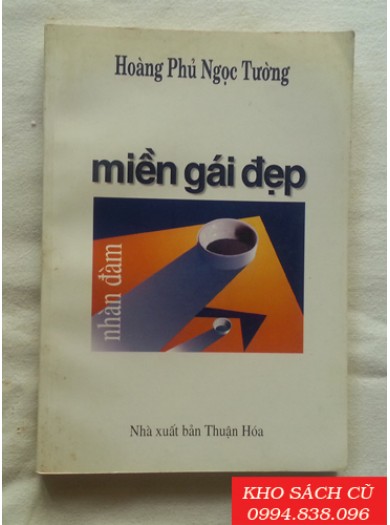 Hoàng Phủ Ngọc Tường
miền gái đẹp
nhàn đàm
Nhà xuất bản Thuận Hóa
KHO SÁCH CŨ
0994.838.096